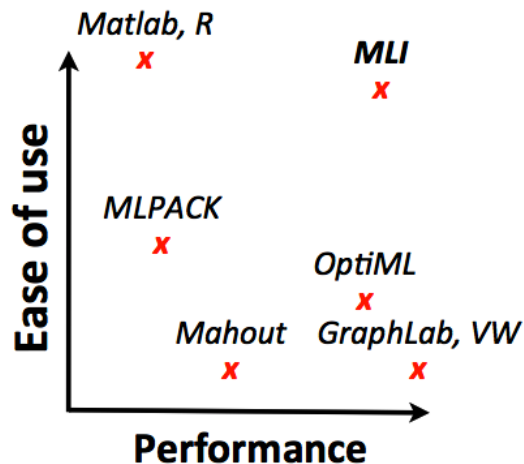 Matlab, R
x
MLI
x
MLPACK
x
OptiML
x
Mahout
x
GraphLab, VW
x
Ease of use
Performance